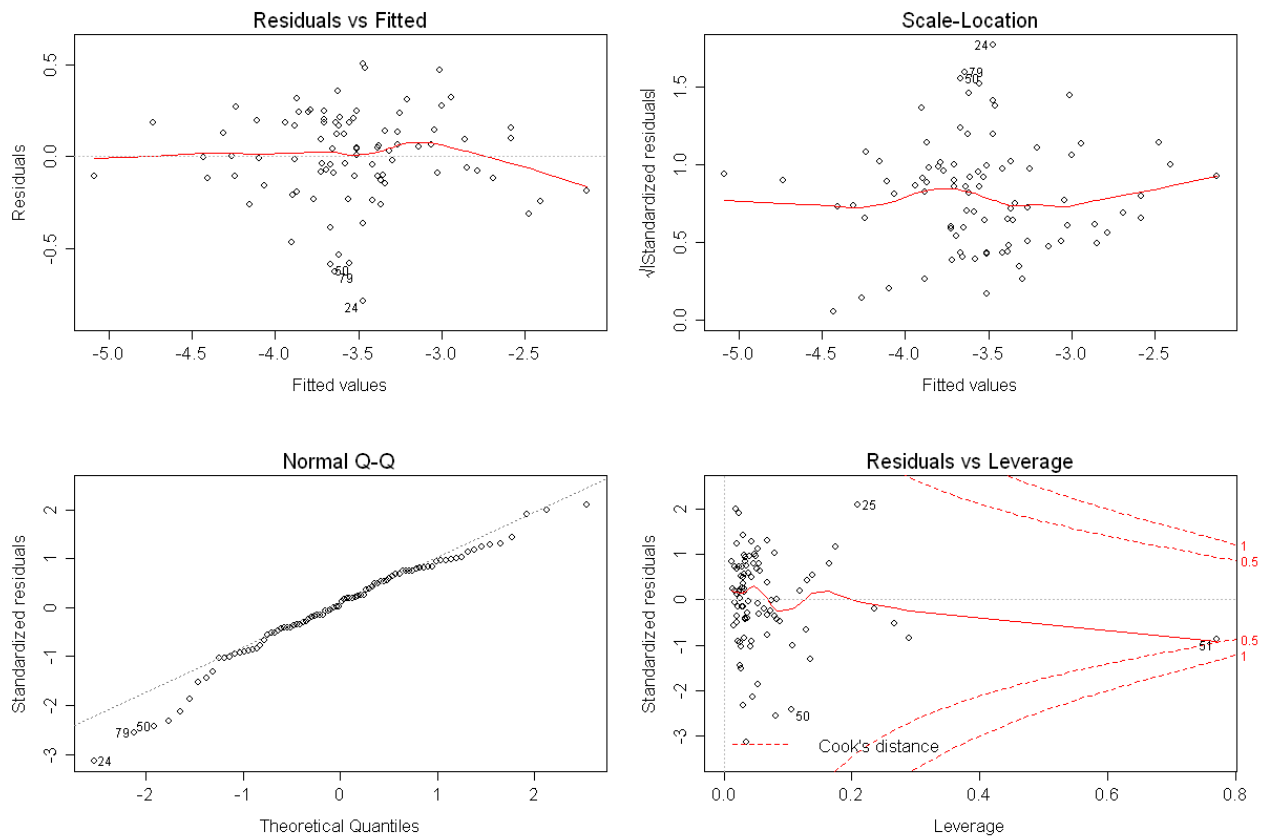 Residuals vs Fitted
Residuals
0.5
0.0
-0.5
50
79
24
-5.0 -4.5 -4.0 -3.5 -3.0 -2.5
Fitted values
Scale-Location
√|Standardized residuals|
1.5
1.0
0.5
0.0
24
79
50
-5.0 -4.5 -4.0 -3.5 -3.0 -2.5
Fitted values
Normal Q-Q
Standardized residuals
2
1
0
-1
-2
-3
79
50
24
-2 -1 0 1 2
Theoretical Quantiles
Residuals vs Leverage
Standardized residuals
2
1
0
-1
-2
-3
25
1
0.5
0.5
51
1
50
Cook's distance
0.0 0.2 0.4 0.6 0.8
Leverage